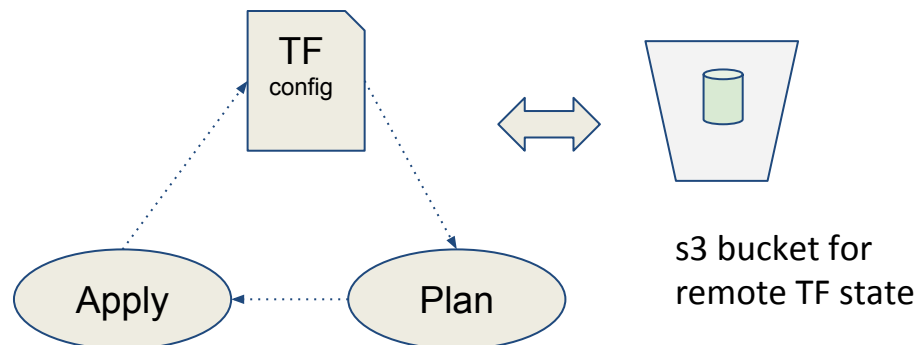 TF
config
Apply
Plan
s3 bucket for
remote TF state